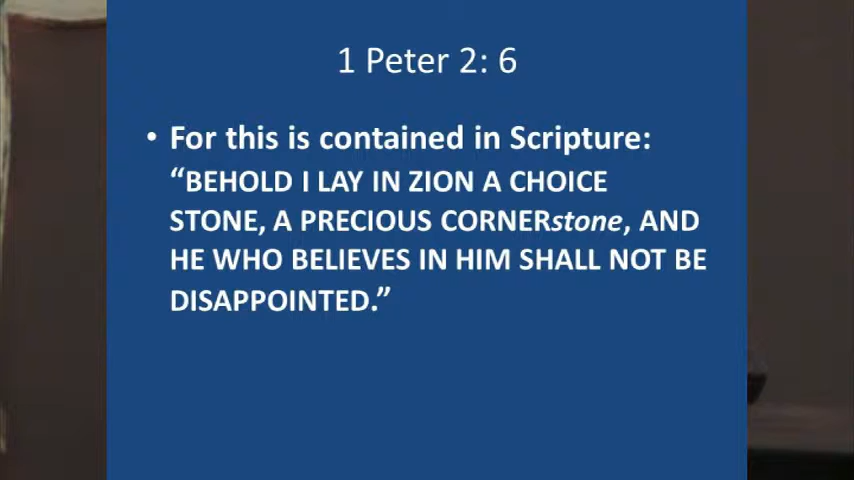 1 Peter 2: 6
• For this is contained in Scripture:
“BEHOLD I LAY IN ZION A CHOICE
STONE, A PRECIOUS CORNERstone, AND
HE WHO BELIEVES IN HIM SHALL NOT BE
DISAPPOINTED.”